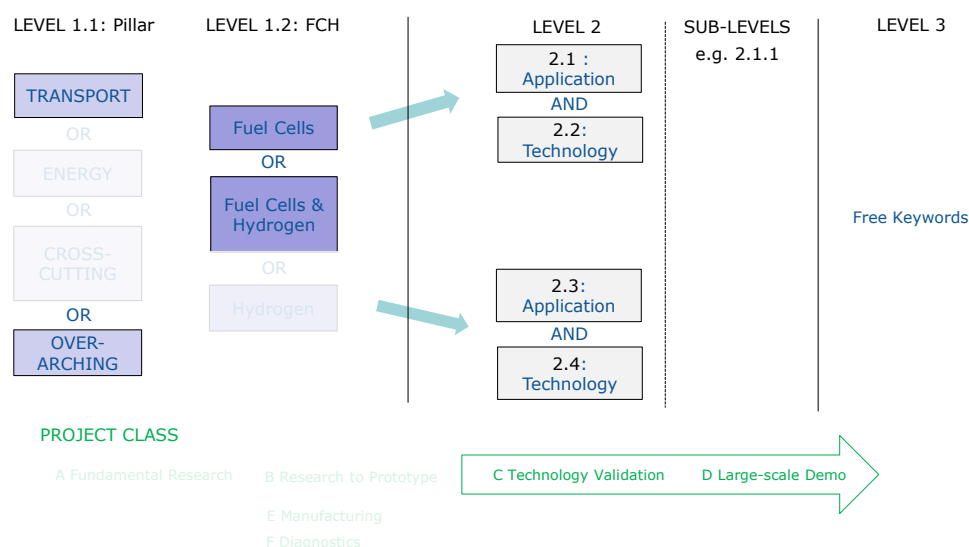 LEVEL 1.1: Pillar
LEVEL 1.2: FCH
LEVEL 2
SUB-LEVELS
e.g. 2.1.1
LEVEL 3
TRANSPORT
OR
ENERGY
OR
CROSS-
CUTTING
OR
OVER-
ARCHING
Fuel Cells
OR
Fuel Cells &
Hydrogen
OR
Hydrogen
2.1 :
Application
AND
2.2:
Technology
2.3:
Application
AND
2.4:
Technology
Free Keywords
PROJECT CLASS
A Fundamental Research
B Research to Prototype
C Technology Validation
D Large-scale Demo
E Manufacturing
F Diagnostics